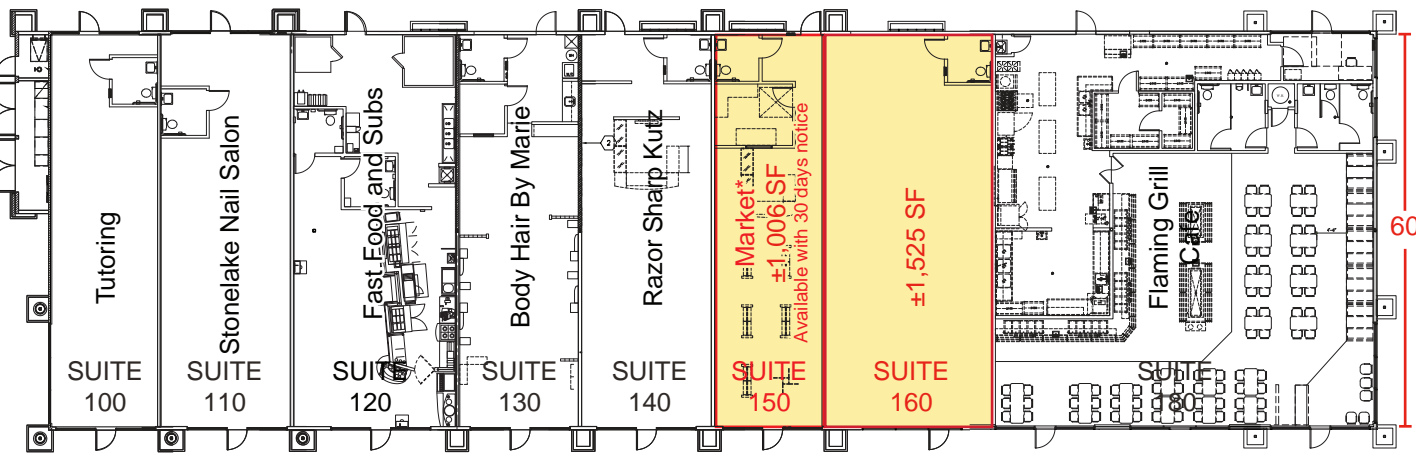 Tutoring
SUITE
100
Stonelake Nail Salon
SUITE
110
Fast Food and Subs
SUITE
120
Body Hair By Marie
SUITE
130
Razor Sharp Kutz
SUITE
140
2
Market*
±1,006 SF
Available with 30 days notice
SUITE
150
±1,525 SF
SUITE
160
Flaming Grill
Cafe
SUITE
180
60